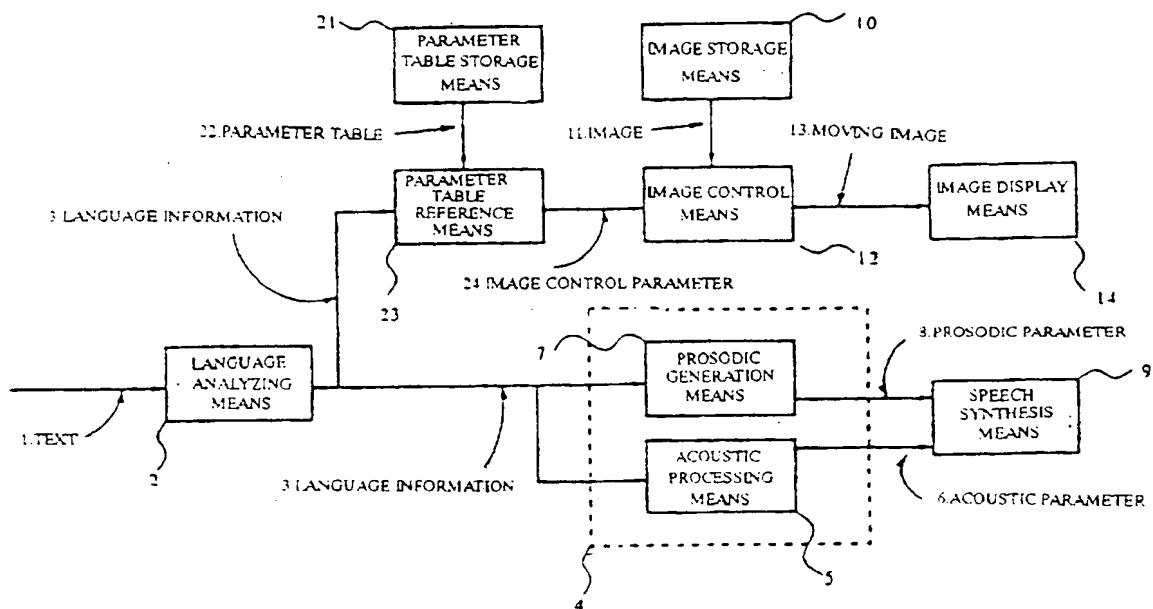 21
PARAMETER
TABLE STORAGE
MEANS
10
IMAGE STORAGE
MEANS
22.PARAMETER TABLE
11.IMAGE
13.MOVING IMAGE
PARAMETER
TABLE
REFERENCE
MEANS
IMAGE CONTROL
MEANS
IMAGE DISPLAY
MEANS
3.LANGUAGE INFORMATION
23
24.IMAGE CONTROL PARAMETER
12
14
7
8.PROSODIC PARAMETER
LANGUAGE
ANALYZING
MEANS
PROSODIC
GENERATION
MEANS
9
SPEECH
SYNTHESIS
MEANS
1.TEXT
2
3.LANGUAGE INFORMATION
ACOUSTIC
PROCESSING
MEANS
6.ACOUSTIC PARAMETER
4
5